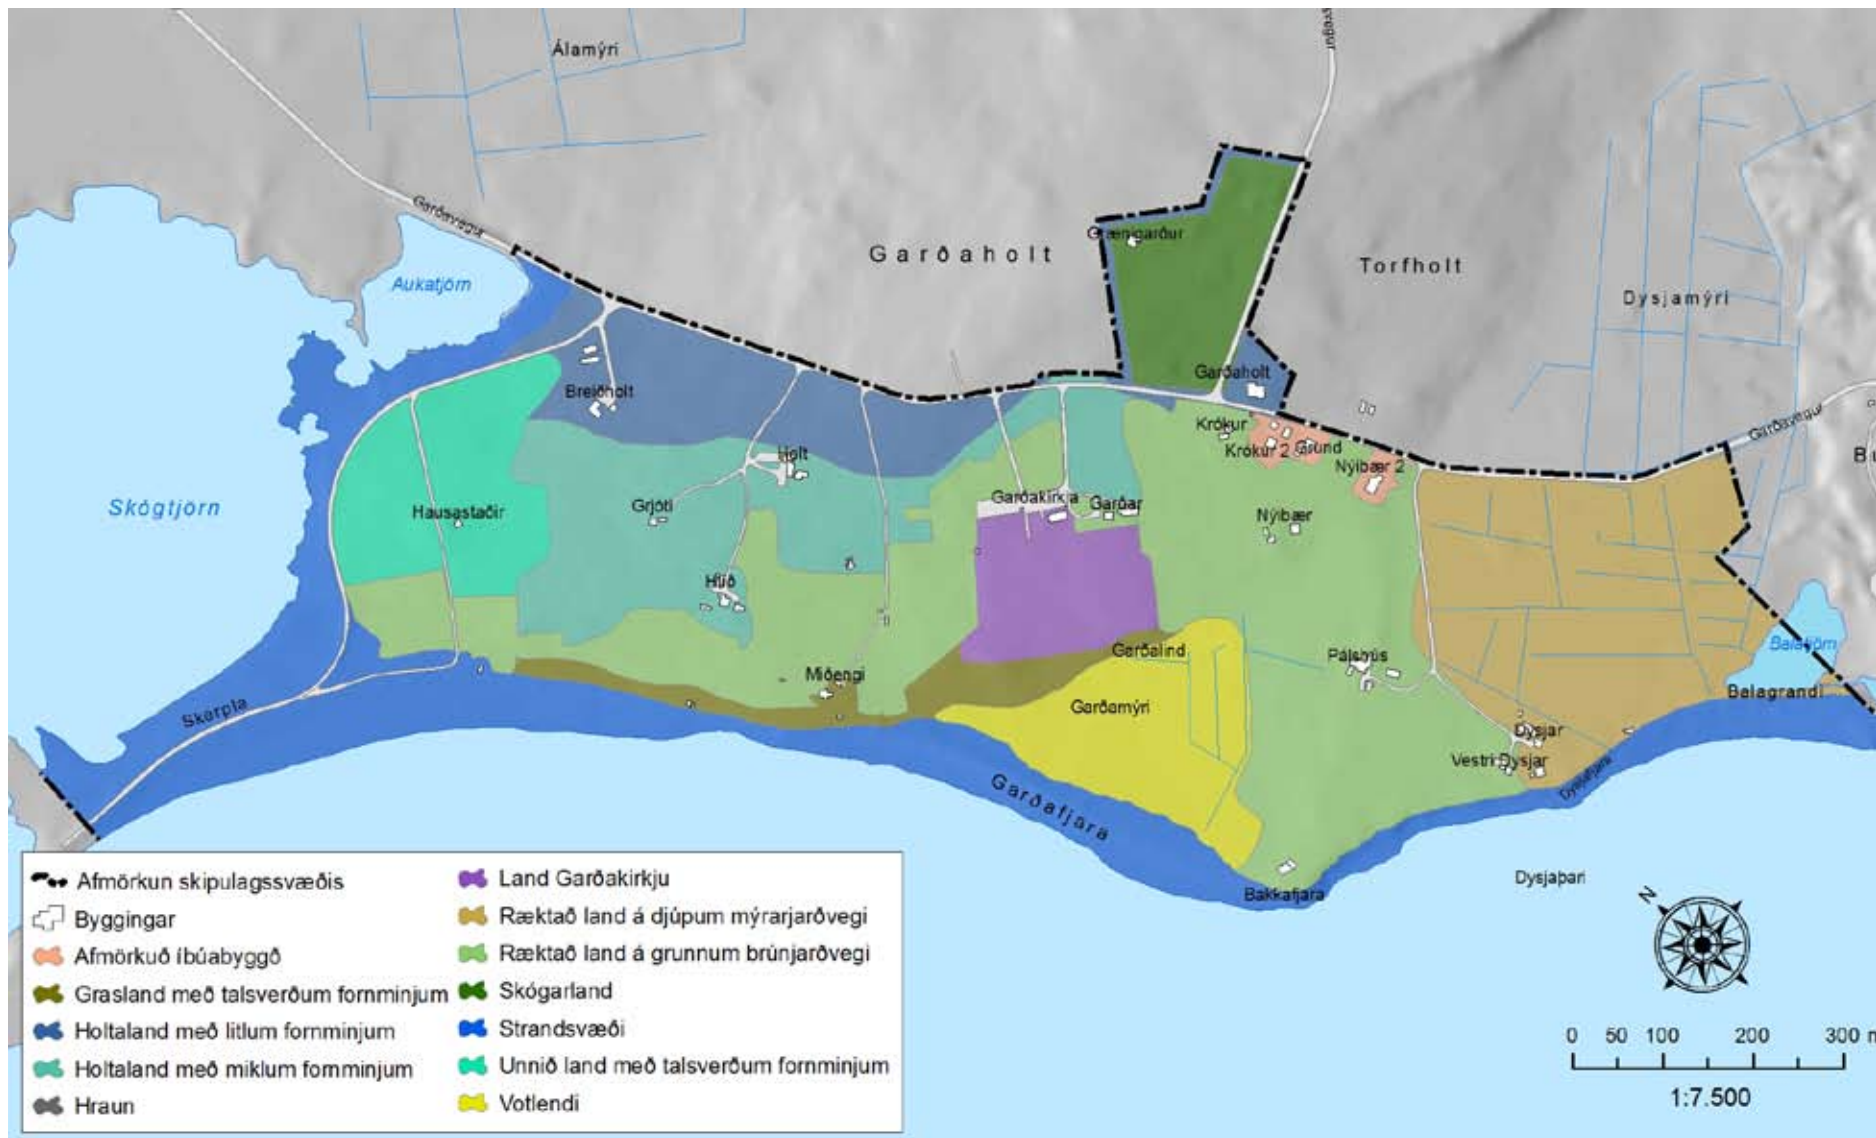 Álamýri
Garðavegur
Aukatjörn
Garðaholt
Grænigarður
Torfholt
Dysjamýri
Breiðholt
Garðaholt
Krókur
Krókur 2
Grund
Nýibær 2
Garðavegur
Holt
Skógtjörn
Hausastaðir
Grjóti
Garðakirkja
Garðar
Nýibær
Hlið
Garðalind
Pálshús
Balatjörn
Miðengi
Garðamýri
Balagrandi
Skerpla
Dysjar
Vestri Dysjar
Dysjafjara
Garðafjara
Bakkafjara
Dysjaþari
Afmörkun skipulagssvæðis
Byggingar
Afmörkuð íbúabyggð
Grasland með talsverðum fornminjum
Holtaland með litlum fornminjum
Holtaland með miklum fornminjum
Hraun
Land Garðakirkju
Ræktað land á djúpum mýrarjarðvegi
Ræktað land á grunnum brúnjarðvegi
Skógarland
Strandsvæði
Unnið land með talsverðum fornminjum
Votlendi
N
0 50 100 200 300 m
1:7.500